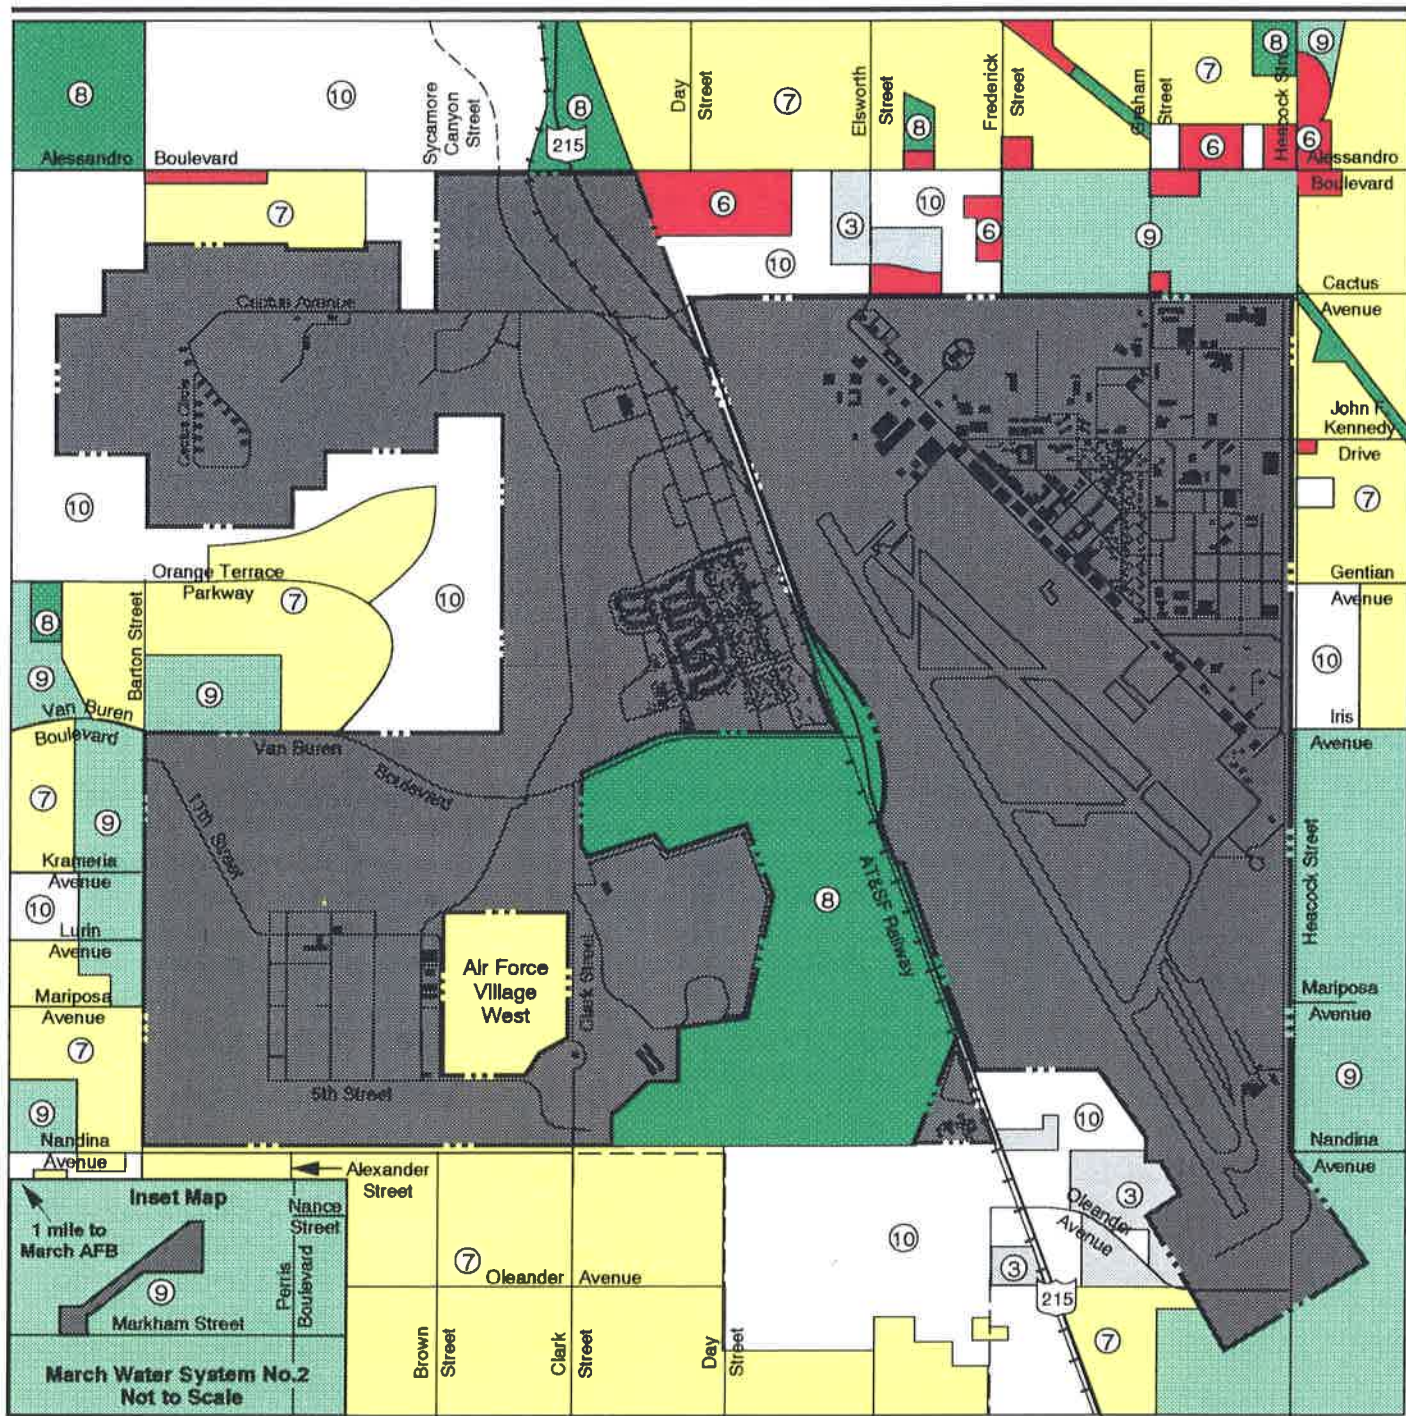 8
10
Sycamore
Canyon
Street
8
215
Day
Street
7
Elsworth
Street
8
Frederick
Street
Graham
Street
7
8
9
6
6
Alessandro
Boulevard
Alessandro
Boulevard
7
6
3
10
6
9
10
Cactus
Avenue
Cactus Avenue
Cactus Circle
John F.
Kennedy
Drive
10
7
Orange Terrace
Parkway
7
10
Gentian
Avenue
8
Barton Street
9
9
10
Van Buren
Boulevard
Iris
Avenue
Van Buren
Boulevard
7
9
11th Street
Krameria
Avenue
10
Lurin
Avenue
8
AT&SF Railway
Heacock Street
Air Force
Village
West
Clark Street
Mariposa
Avenue
Mariposa
Avenue
7
9
5th Street
9
10
Nandina
Avenue
Nandina
Avenue
Alexander
Street
Inset Map
Nance
Street
1 mile to
March AFB
Perris
Boulevard
9
Markham Street
March Water System No.2
Not to Scale
7
Oleander Avenue
10
3
Oleander
Avenue
3
215
7
Brown
Street
Clark
Street
Day
Street